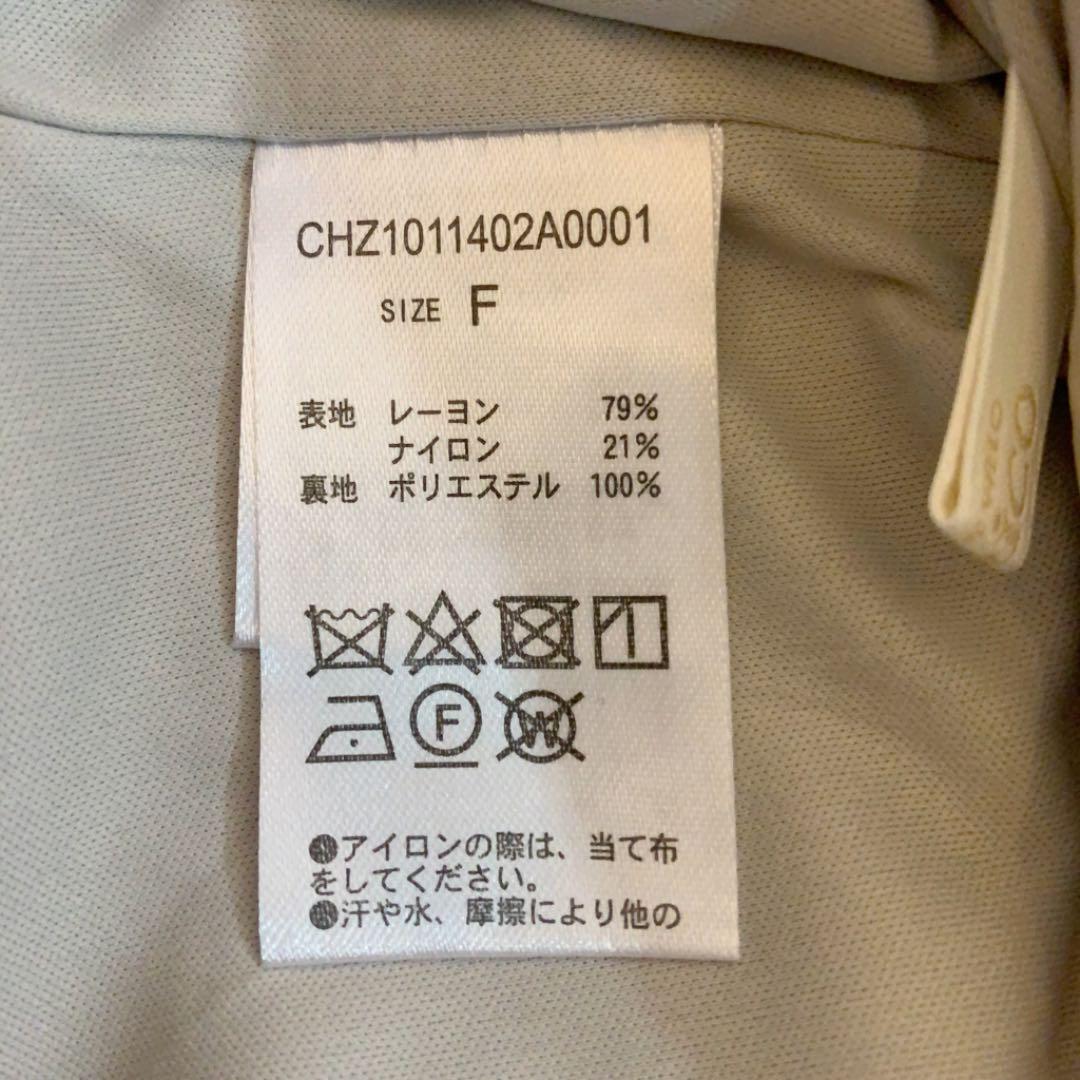 CHZ1011402A0001
SIZE F
表地 レーヨン 79%
ナイロン 21%
裏地 ポリエステル 100%
F
W
●アイロンの際は、当て布
をしてください。
●汗や水、摩擦により他の